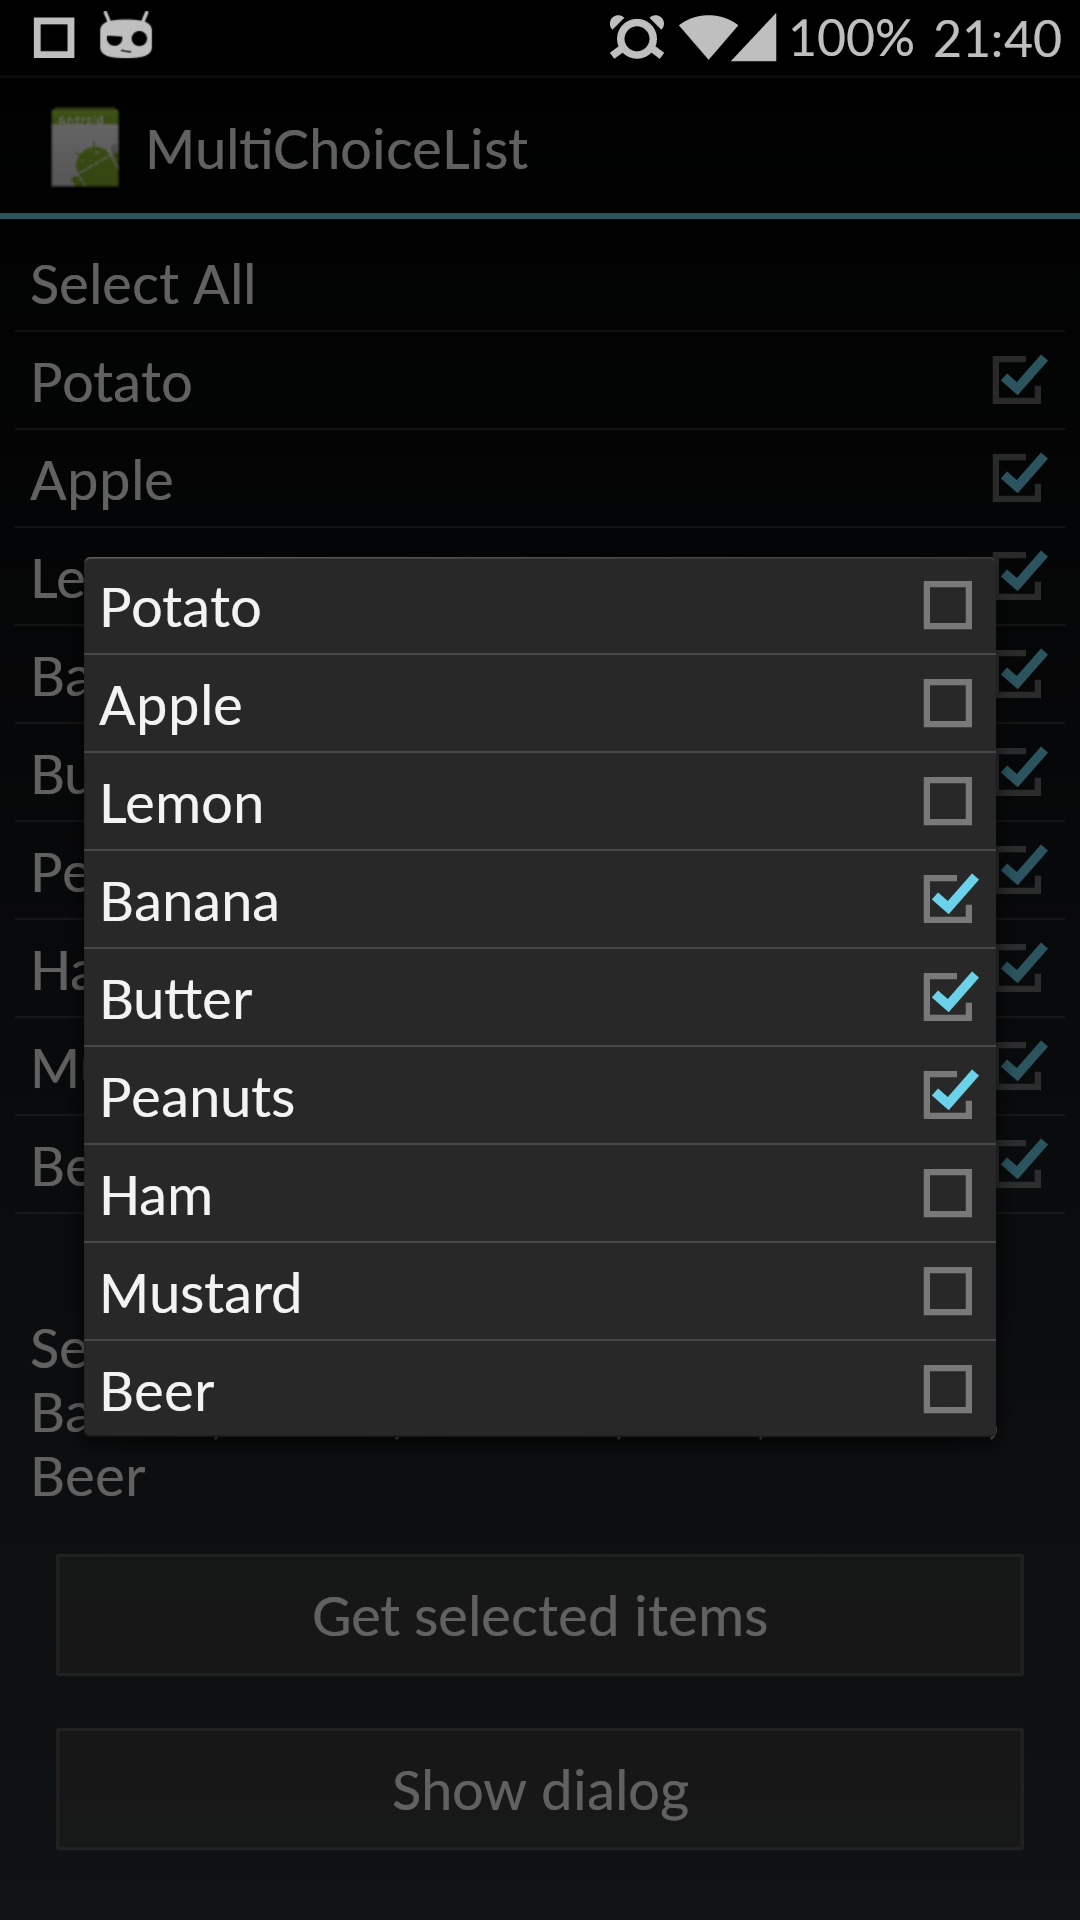 100% 21:40
Android
MultiChoiceList
Select All
Potato
Apple
Le
Potato
Ba
Apple
Bu
Lemon
Pe
Banana
Ha
Butter
Peanuts
Ham
Mustard
Be
Se
Beer
Ba
Beer
Get selected items
Show dialog